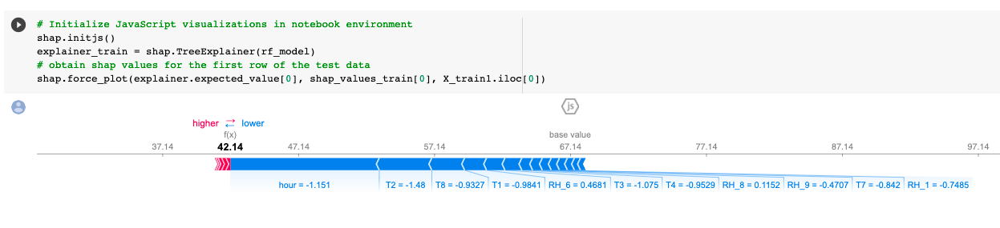 # Initialize JavaScript visualizations in notebook environment
shap.initjs()
explainer_train = shap.TreeExplainer(rf_model)
# obtain shap values for the first row of the test data
shap.force_plot(explainer.expected_value[0], shap_values_train[0], X_train1.iloc[0])
js
higher lower
f(x) base value
37.14 42.14 47.14 57.14 67.14 77.14 87.14 97.14
hour = -1.151 T2 = -1.48 T8 = -0.9327 T1 = -0.9841 RH_6 = 0.4681 T3 = -1.075 T4 = -0.9529 RH_8 = 0.1152 RH_9 = -0.4707 T7 = -0.842 RH_1 = -0.7485